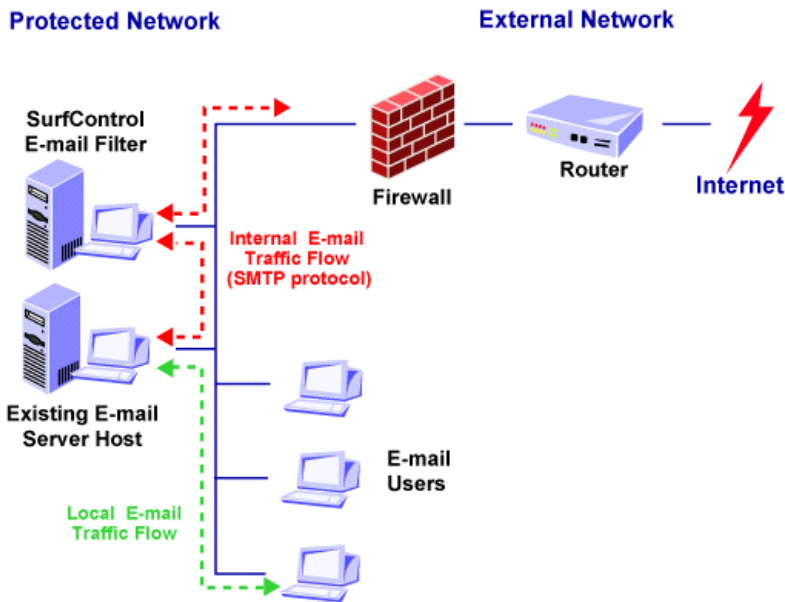 Protected Network
External Network
SurfControl
E-mail Filter
Firewall
Router
Internet
Internal E-mail
Traffic Flow
(SMTP protocol)
Existing E-mail
Server Host
E-mail
Users
Local E-mail
Traffic Flow